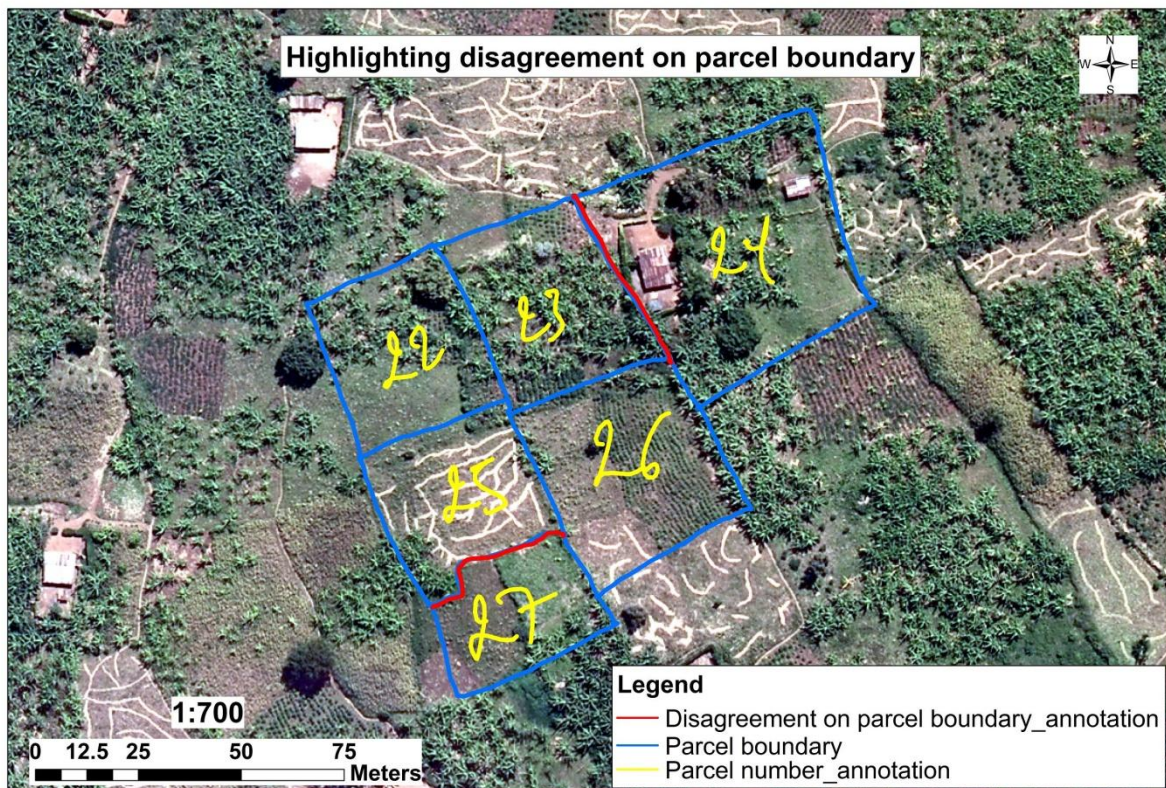 Highlighting disagreement on parcel boundary
N
W E
S
24
23
22
26
25
27
1:700
0 12.5 25 50 75
Meters
Legend
Disagreement on parcel boundary_annotation
Parcel boundary
Parcel number_annotation